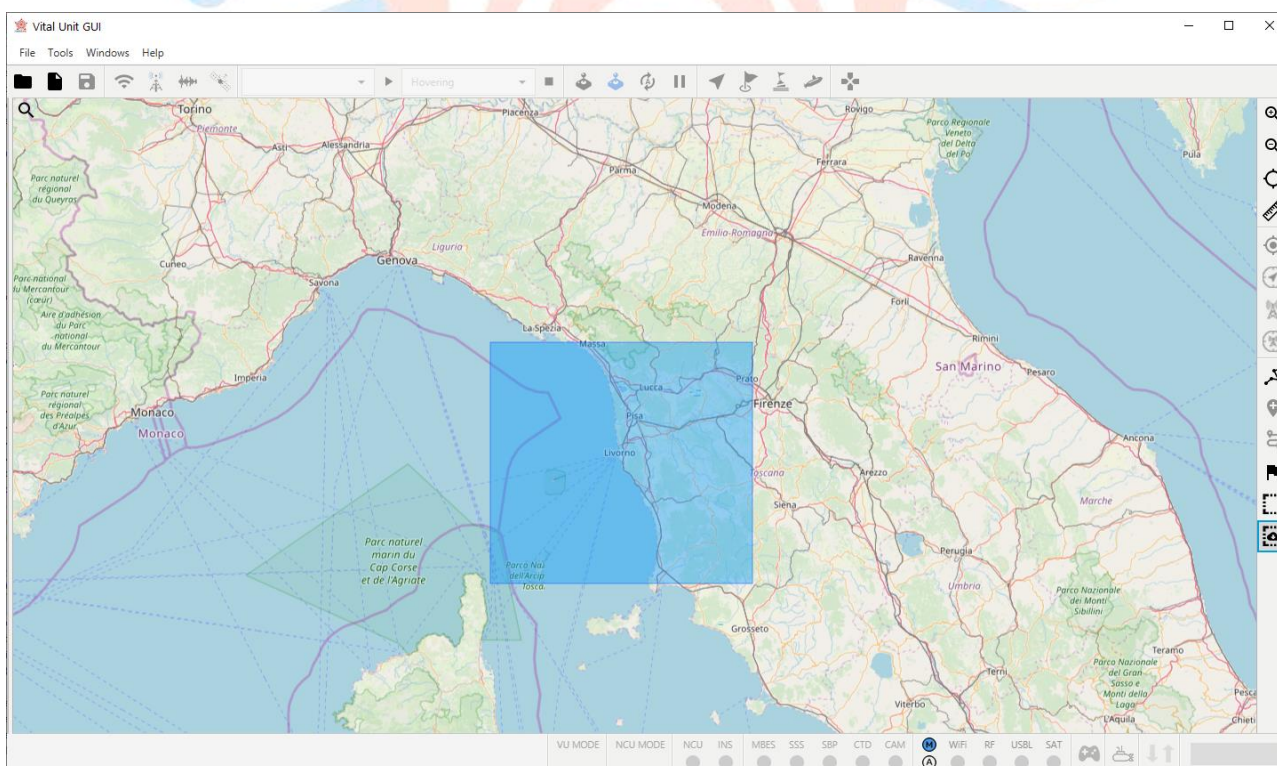 Vital Unit GUI
File Tools Windows Help
Hovering
Torino
Piemonte
Asti
Alessandria
Piacenza
Parma
Modena
Emilia-Romagna
Ferrara
Rovigo
Parco Regionale
Veneto
del Delta
del Po
Pula
Parc naturel
régional
du Queyras
Cuneo
Liguria
Genova
Savona
Ravenna
Forlì
Parc national
du Mercantour
(cœur)
Aire d'adhésion
du Parc
national
du Mercantour
Imperia
La Spezia
Massa
Rimini
San Marino
Pesaro
Parc naturel
régional
des Préalpes
d'Azur
Monaco
Monaco
Lucca
Prato
Pisa
Firenze
Livorno
Ancona
Toscana
Arezzo
Siena
Marche
Parc naturel
marin du
Cap Corse
et de l'Agriate
Parco Naz
dell'Arcip
Tosca
Perugia
Umbria
Parco Nazionale
dei Monti
Sibillini
Grosseto
Teramo
Terni
Parco Nazionale
del Gran
Sasso e
Monti della
Laga
Viterbo
L'Aquila
Pesca
Chieti
VU MODE NCU MODE NCU INS MBES SSS SBP CTD CAM M WiFi RF USBL SAT
A